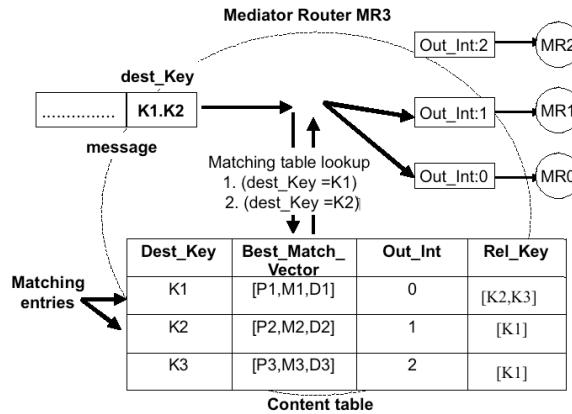 Mediator Router MR3
Out_Int:2
MR2
dest_Key
...............
K1.K2
message
Out_Int:1
MR1
Matching table lookup
1. (dest_Key =K1)
2. (dest_Key =K2)
Out_Int:0
MR0
Dest_Key
Best_Match_
Vector
Out_Int
Rel_Key
Matching
entries
K1
[P1,M1,D1]
0
[K2,K3]
K2
[P2,M2,D2]
1
[K1]
K3
[P3,M3,D3]
2
[K1]
Content table